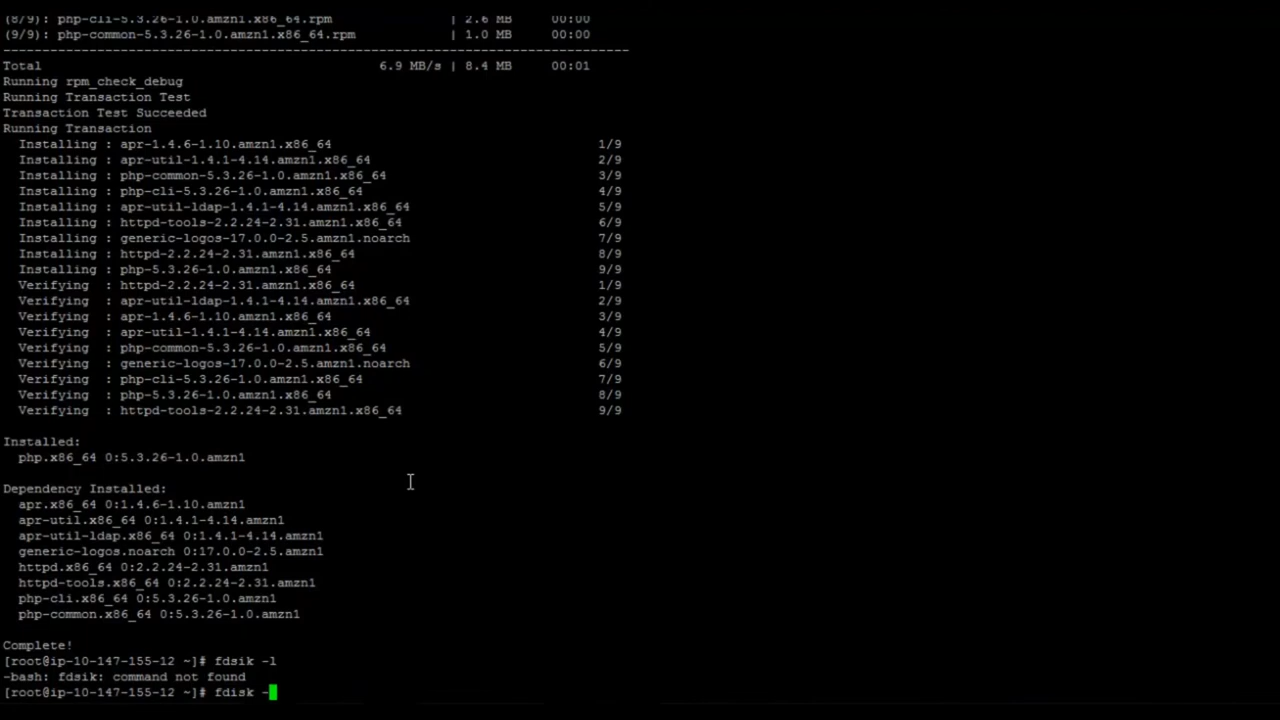 (8/9): php-cli-5.3.26-1.0.amzn1.x86_64.rpm | 2.6 MB 00:00
(9/9): php-common-5.3.26-1.0.amzn1.x86_64.rpm | 1.0 MB 00:00
--------------------------------------------------------------------------------
Total 6.9 MB/s | 8.4 MB 00:01
Running rpm_check_debug
Running Transaction Test
Transaction Test Succeeded
Running Transaction
Installing : apr-1.4.6-1.10.amzn1.x86_64 1/9
Installing : apr-util-1.4.1-4.14.amzn1.x86_64 2/9
Installing : php-common-5.3.26-1.0.amzn1.x86_64 3/9
Installing : php-cli-5.3.26-1.0.amzn1.x86_64 4/9
Installing : apr-util-ldap-1.4.1-4.14.amzn1.x86_64 5/9
Installing : httpd-tools-2.2.24-2.31.amzn1.x86_64 6/9
Installing : generic-logos-17.0.0-2.5.amzn1.noarch 7/9
Installing : httpd-2.2.24-2.31.amzn1.x86_64 8/9
Installing : php-5.3.26-1.0.amzn1.x86_64 9/9
Verifying : httpd-2.2.24-2.31.amzn1.x86_64 1/9
Verifying : apr-util-ldap-1.4.1-4.14.amzn1.x86_64 2/9
Verifying : apr-1.4.6-1.10.amzn1.x86_64 3/9
Verifying : apr-util-1.4.1-4.14.amzn1.x86_64 4/9
Verifying : php-common-5.3.26-1.0.amzn1.x86_64 5/9
Verifying : generic-logos-17.0.0-2.5.amzn1.noarch 6/9
Verifying : php-cli-5.3.26-1.0.amzn1.x86_64 7/9
Verifying : php-5.3.26-1.0.amzn1.x86_64 8/9
Verifying : httpd-tools-2.2.24-2.31.amzn1.x86_64 9/9
Installed:
php.x86_64 0:5.3.26-1.0.amzn1
Dependency Installed:
apr.x86_64 0:1.4.6-1.10.amzn1
apr-util.x86_64 0:1.4.1-4.14.amzn1
apr-util-ldap.x86_64 0:1.4.1-4.14.amzn1
generic-logos.noarch 0:17.0.0-2.5.amzn1
httpd.x86_64 0:2.2.24-2.31.amzn1
httpd-tools.x86_64 0:2.2.24-2.31.amzn1
php-cli.x86_64 0:5.3.26-1.0.amzn1
php-common.x86_64 0:5.3.26-1.0.amzn1
Complete!
[root@ip-10-147-155-12 ~]# fdsik -l
-bash: fdsik: command not found
[root@ip-10-147-155-12 ~]# fdisk -